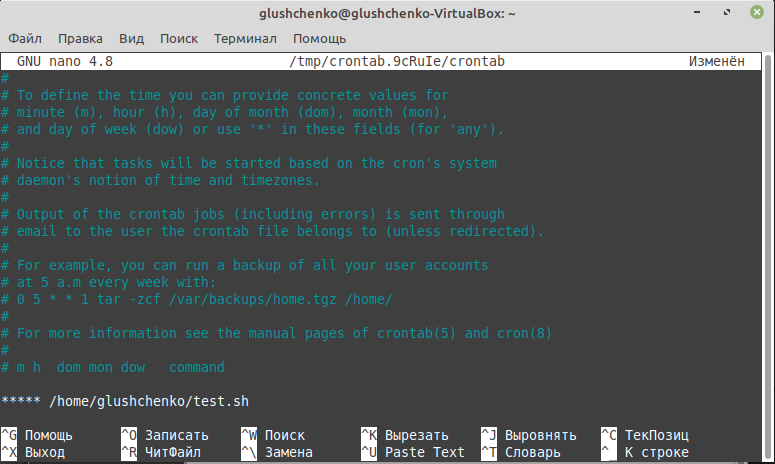 glushchenko@glushchenko-VirtualBox: ~
Файл Правка Вид Поиск Терминал Помощь
GNU nano 4.8 /tmp/crontab.9cRuIe/crontab Изменён
#
# To define the time you can provide concrete values for
# minute (m), hour (h), day of month (dom), month (mon),
# and day of week (dow) or use '*' in these fields (for 'any').
#
# Notice that tasks will be started based on the cron's system
# daemon's notion of time and timezones.
#
# Output of the crontab jobs (including errors) is sent through
# email to the user the crontab file belongs to (unless redirected).
#
# For example, you can run a backup of all your user accounts
# at 5 a.m every week with:
# 0 5 * * 1 tar -zcf /var/backups/home.tgz /home/
#
# For more information see the manual pages of crontab(5) and cron(8)
#
# m h  dom mon dow   command
***** /home/glushchenko/test.sh
^G Помощь ^O Записать ^W Поиск ^K Вырезать ^J Выровнять ^C ТекПозиц
^X Выход ^R ЧитФайл ^\ Замена ^U Paste Text ^T Словарь ^_ К строке